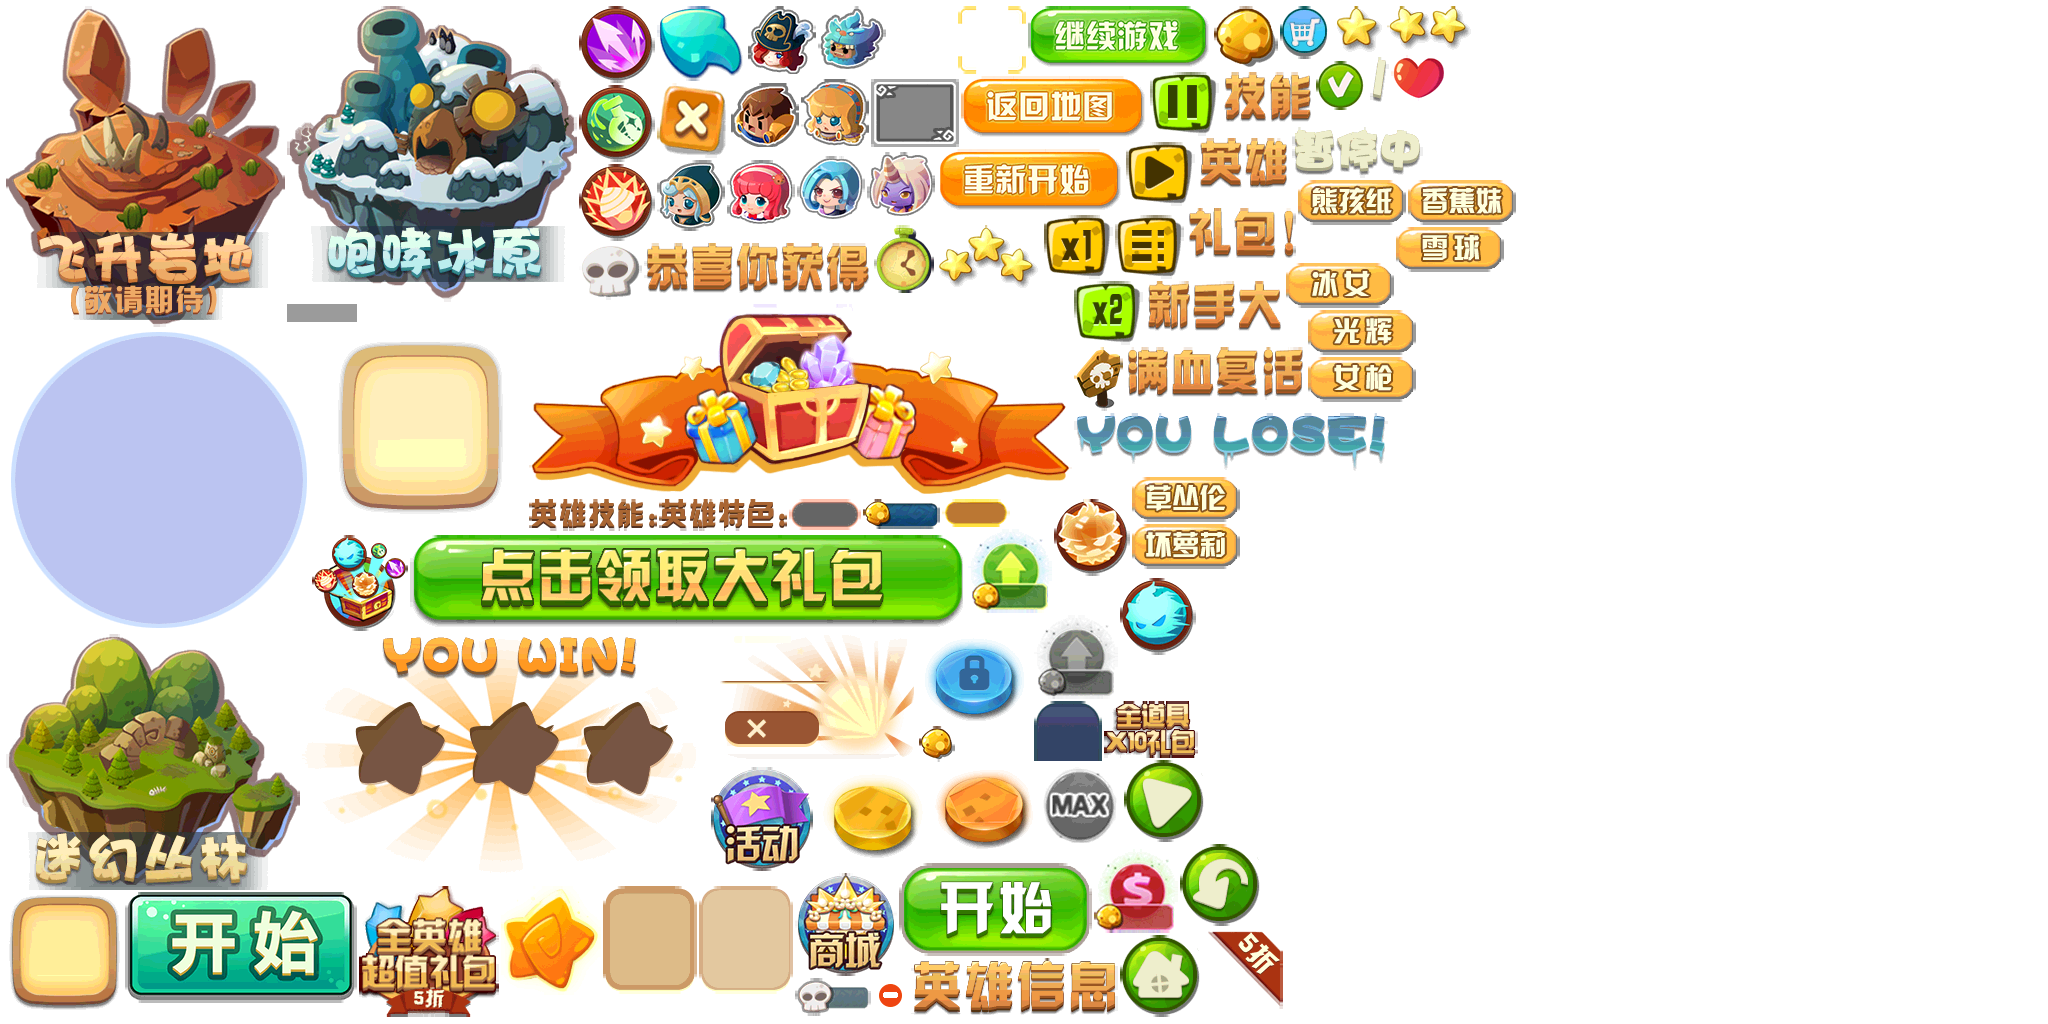 继续游戏
返回地图
技能
重新开始
英雄
暂停中
熊孩纸
香蕉妹
飞升岩地
(敬请期待)
咆哮冰原
恭喜你获得
x1
礼包!
雪球
冰女
x2
新手大
光辉
满血复活
女枪
YOU LOSE!
英雄技能:英雄特色:
草丛伦
坏萝莉
点击领取大礼包
YOU WIN!
全道具
X10礼包
迷幻丛林
活动
MAX
开始
全英雄
超值礼包
5折
商城
开始
$
5折
英雄信息